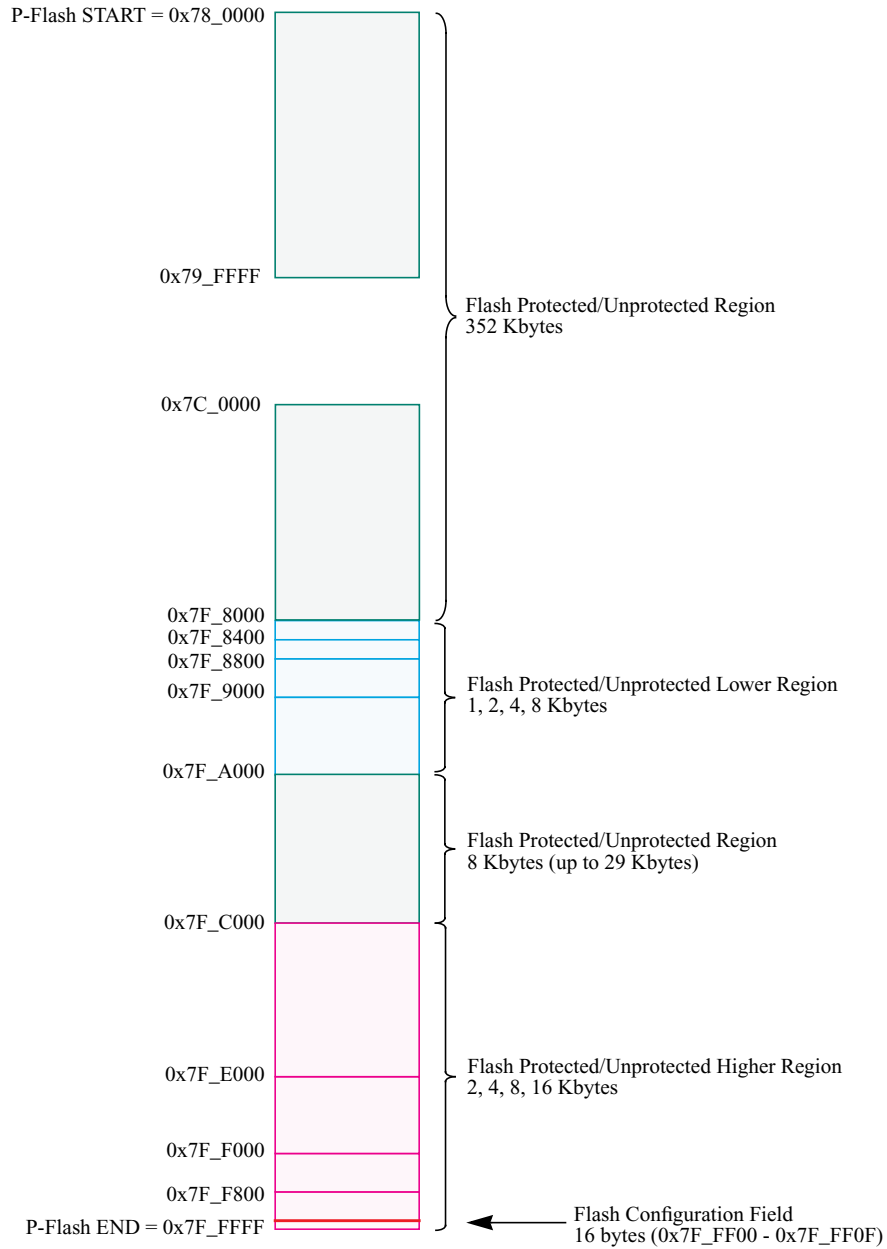 P-Flash START = 0x78_0000
0x79_FFFF
Flash Protected/Unprotected Region
352 Kbytes
0x7C_0000
0x7F_8000
0x7F_8400
0x7F_8800
0x7F_9000
Flash Protected/Unprotected Lower Region
1, 2, 4, 8 Kbytes
0x7F_A000
Flash Protected/Unprotected Region
8 Kbytes (up to 29 Kbytes)
0x7F_C000
Flash Protected/Unprotected Higher Region
2, 4, 8, 16 Kbytes
0x7F_E000
0x7F_F000
0x7F_F800
P-Flash END = 0x7F_FFFF
Flash Configuration Field
16 bytes (0x7F_FF00 - 0x7F_FF0F)